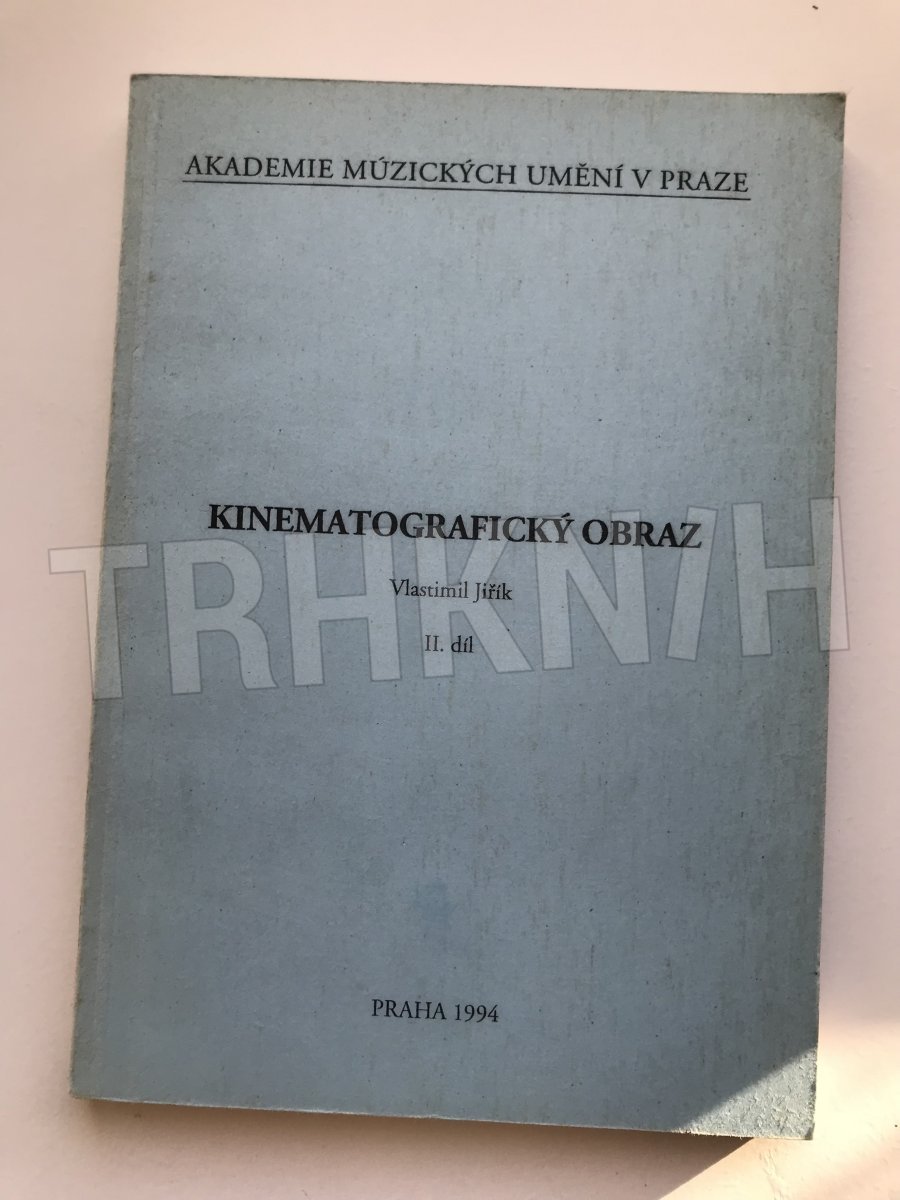 AKADEMIE MÚZICKÝCH UMĚNÍ V PRAZE
KINEMATOGRAFICKÝ OBRAZ
TRHKNIH
Vlastimil Jiřík
II. díl
PRAHA 1994